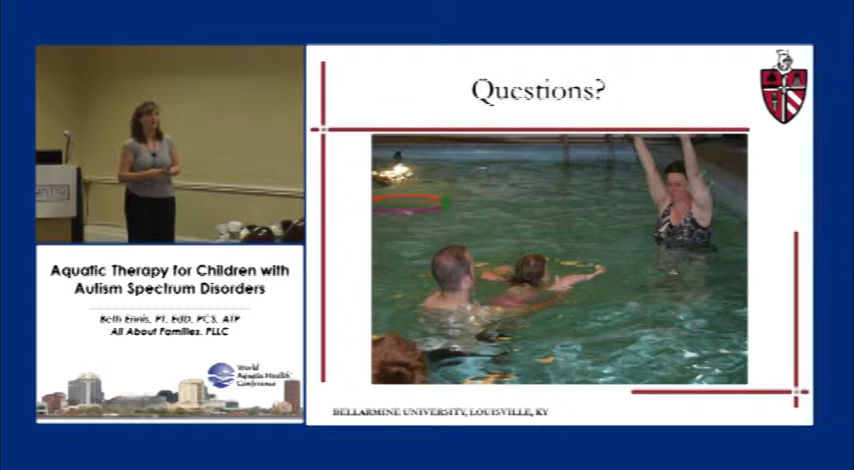 Questions?
Aquatic Therapy for Children with
Autism Spectrum Disorders
Beth Ennis, PT, EdD, PCS, ATP
All About Families, PLLC
World
Aquatic Health
Conference
BELLARMINE UNIVERSITY, LOUISVILLE, KY